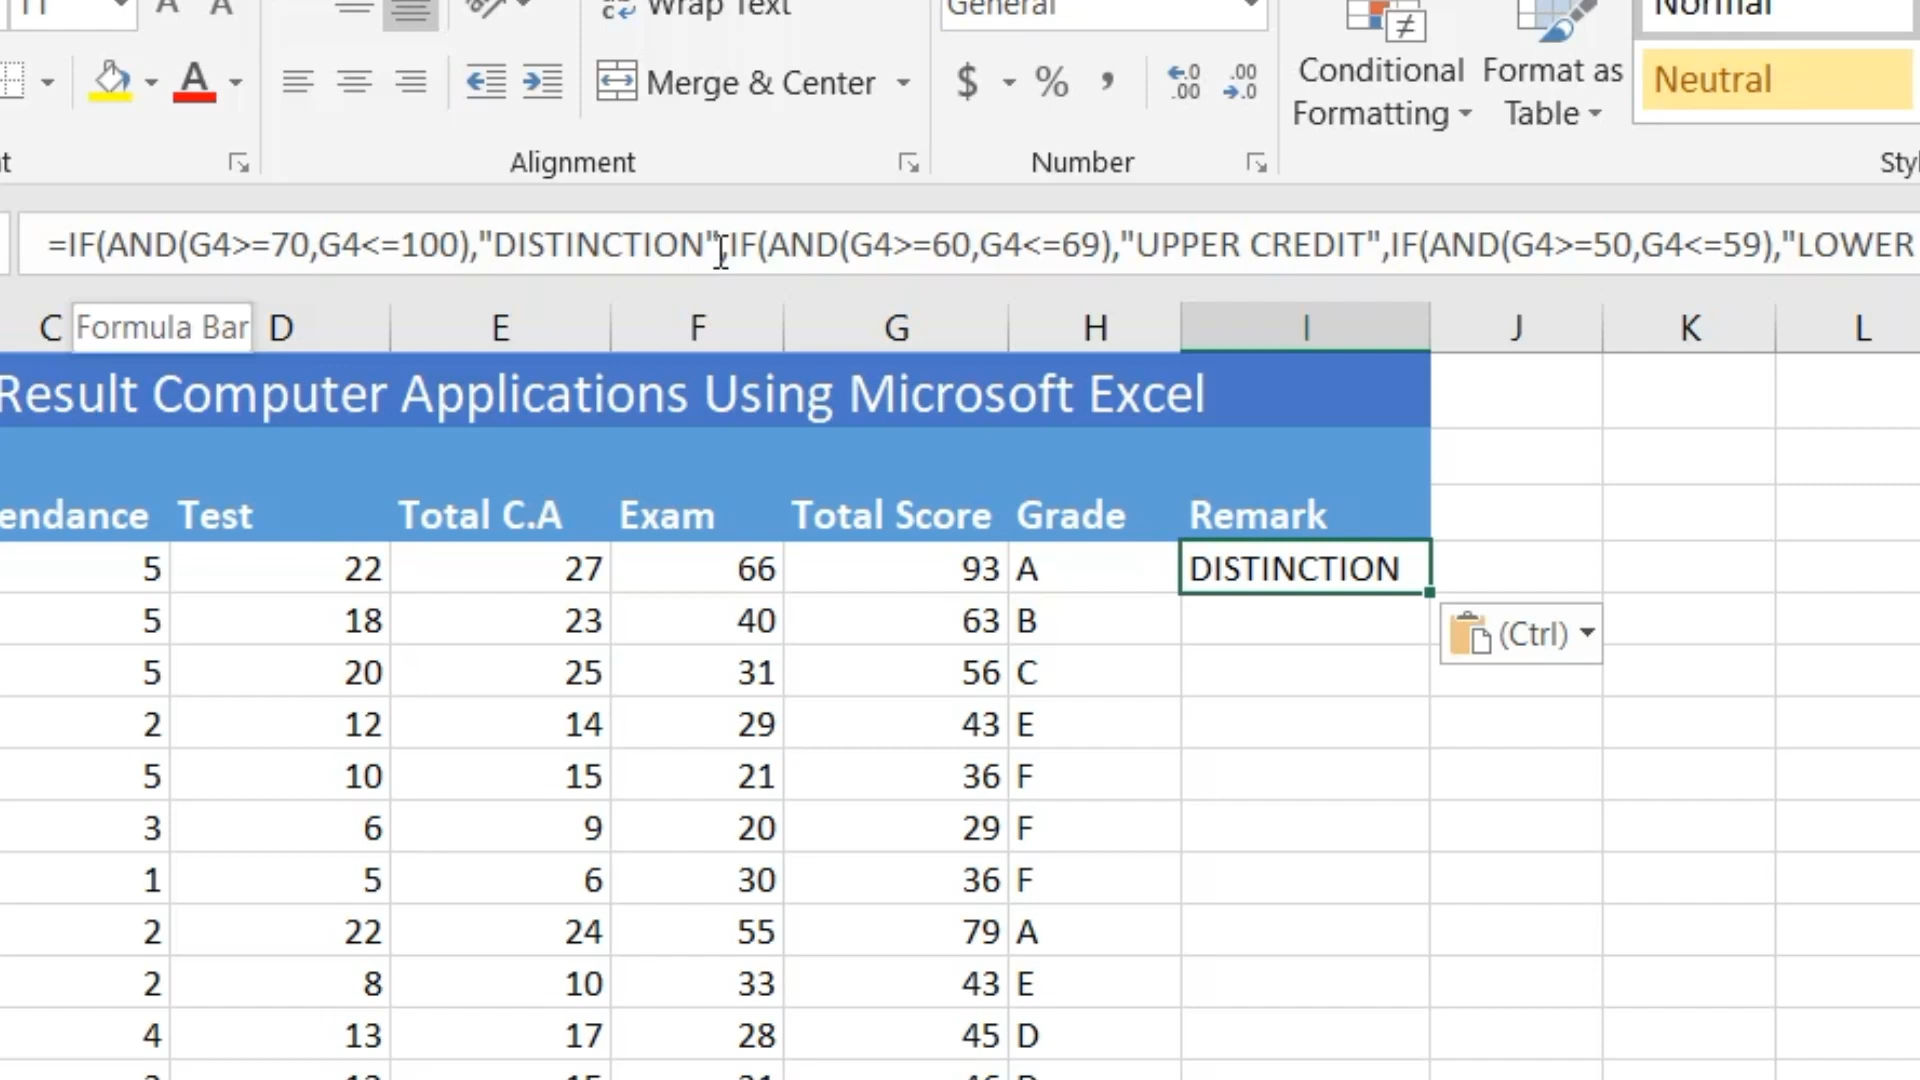 Wrap Text
General
Normal
$ % ,
Merge & Center
Conditional
Formatting
Format as
Table
Neutral
Alignment
Number
=IF(AND(G4>=70,G4<=100),"DISTINCTION",IF(AND(G4>=60,G4<=69),"UPPER CREDIT",IF(AND(G4>=50,G4<=59),"LOWER
C D E F G H I J K L
Formula Bar
Result Computer Applications Using Microsoft Excel
endance Test Total C.A Exam Total Score Grade Remark
5 22 27 66 93 A DISTINCTION
5 18 23 40 63 B
(Ctrl)
5 20 25 31 56 C
2 12 14 29 43 E
5 10 15 21 36 F
3 6 9 20 29 F
1 5 6 30 36 F
2 22 24 55 79 A
2 8 10 33 43 E
4 13 17 28 45 D